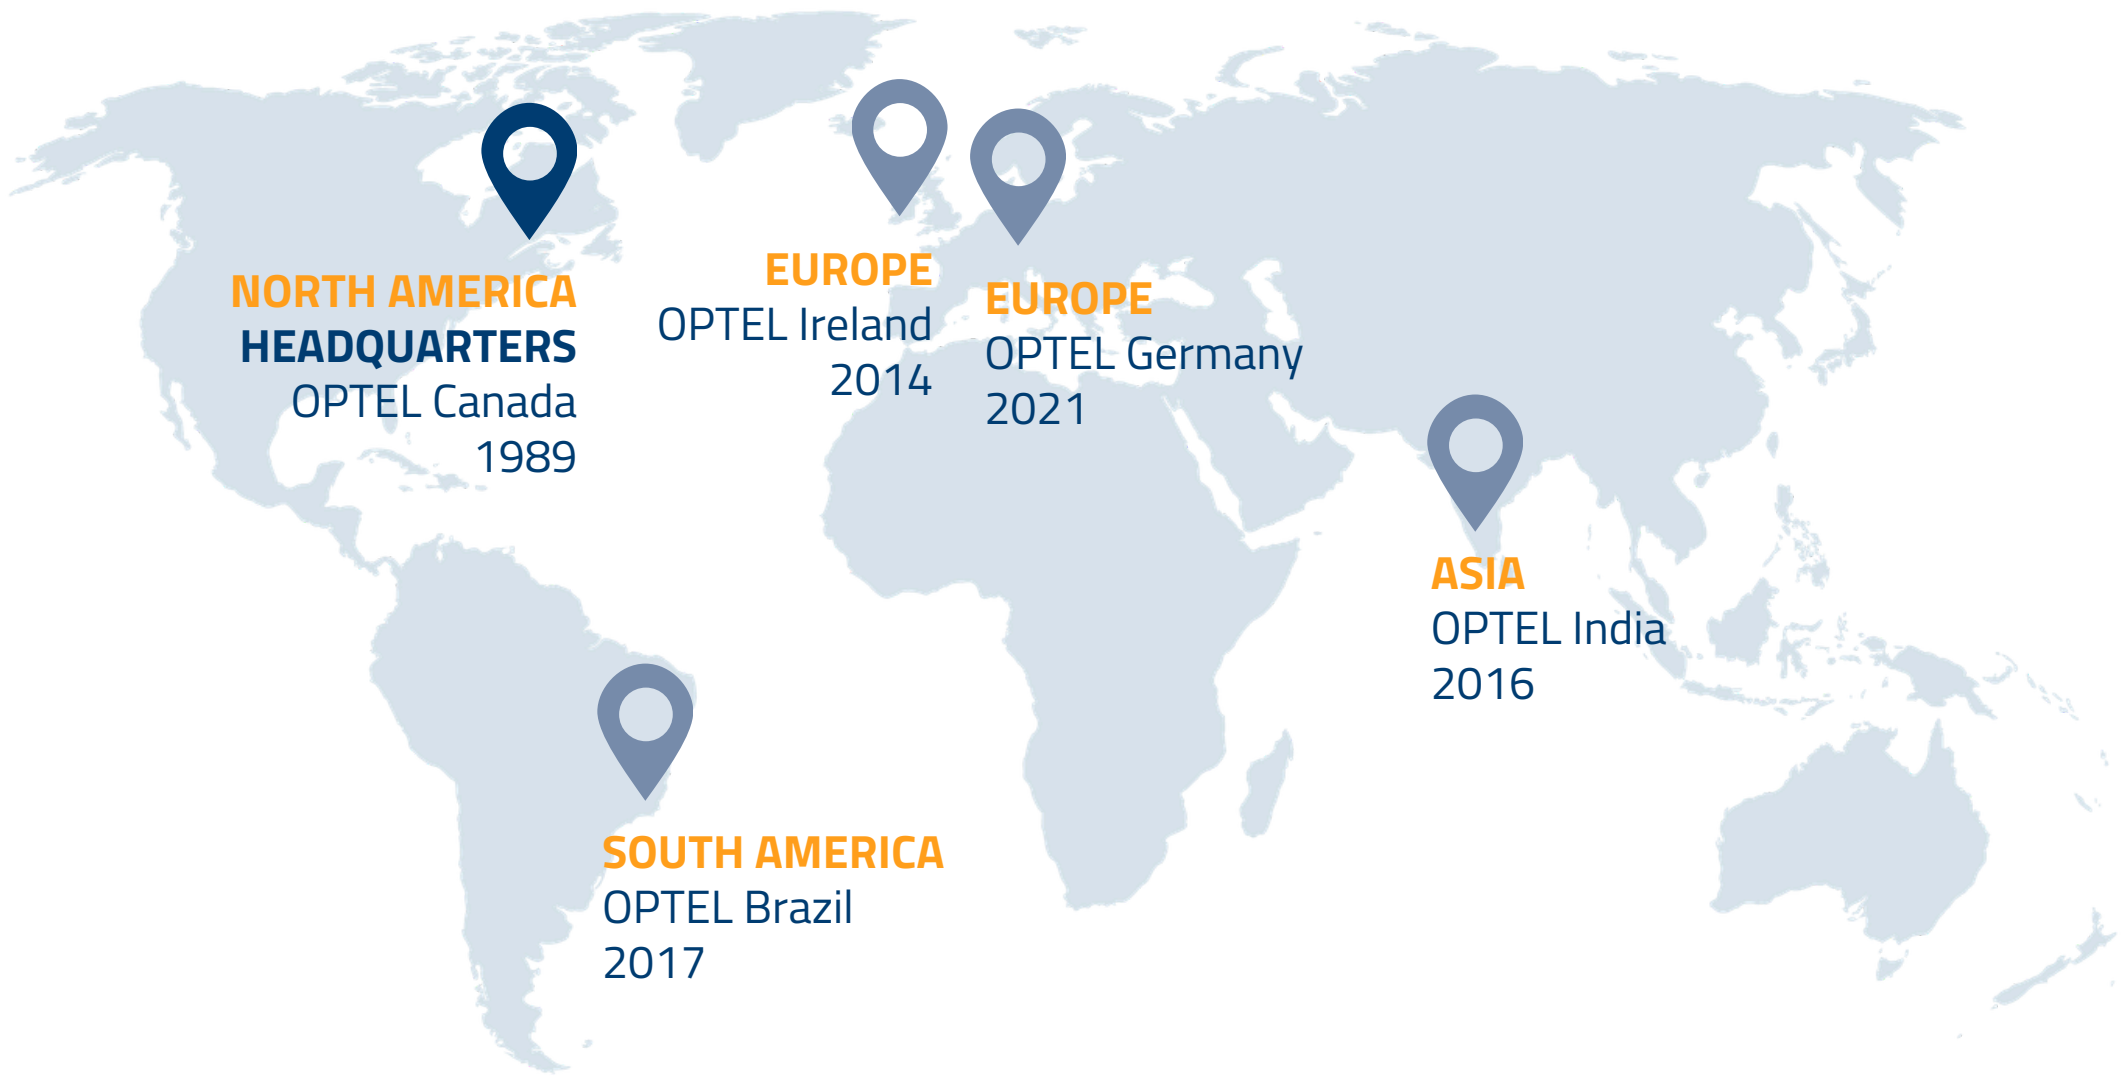 NORTH AMERICA
HEADQUARTERS
OPTEL Canada
1989
EUROPE
OPTEL Ireland
2014
EUROPE
OPTEL Germany
2021
ASIA
OPTEL India
2016
SOUTH AMERICA
OPTEL Brazil
2017